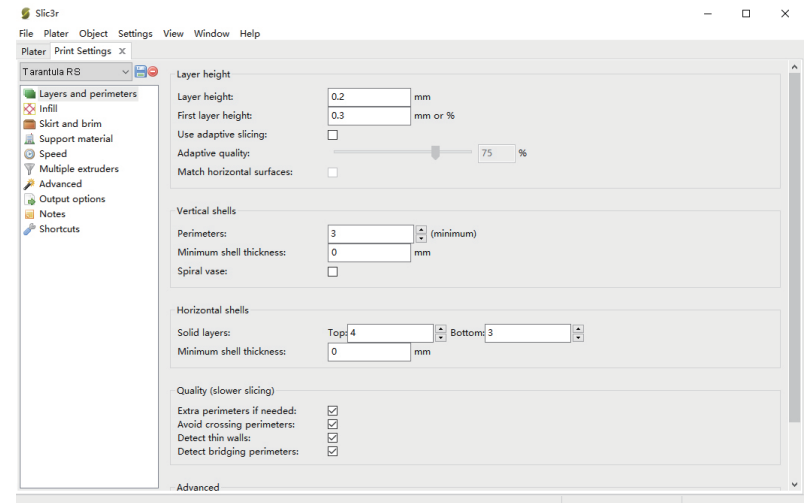 Slic3r
File Plater Object Settings View Window Help
Plater Print Settings
Tarantula RS
Layers and perimeters
Infill
Skirt and brim
Support material
Speed
Multiple extruders
Advanced
Output options
Notes
Shortcuts
Layer height
Layer height: 0.2 mm
First layer height: 0.3 mm or %
Use adaptive slicing:
Adaptive quality: 75 %
Match horizontal surfaces:
Vertical shells
Perimeters: 3 (minimum)
Minimum shell thickness: 0 mm
Spiral vase:
Horizontal shells
Solid layers: Top: 4 Bottom: 3
Minimum shell thickness: 0 mm
Quality (slower slicing)
Extra perimeters if needed:
Avoid crossing perimeters:
Detect thin walls:
Detect bridging perimeters:
Advanced